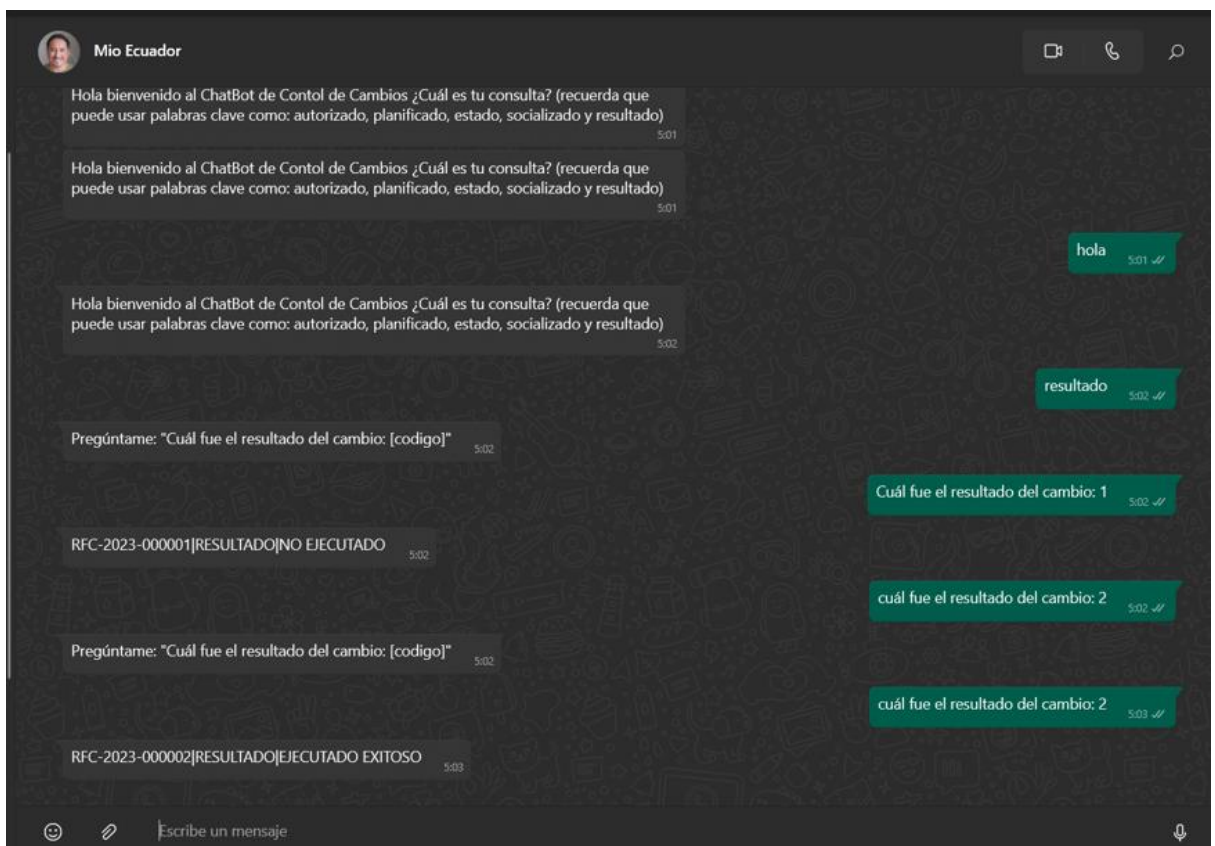 Mio Ecuador
Hola bienvenido al ChatBot de Contol de Cambios ¿Cuál es tu consulta? (recuerda que
puede usar palabras clave como: autorizado, planificado, estado, socializado y resultado)
5:01
Hola bienvenido al ChatBot de Contol de Cambios ¿Cuál es tu consulta? (recuerda que
puede usar palabras clave como: autorizado, planificado, estado, socializado y resultado)
5:01
hola 5:01
Hola bienvenido al ChatBot de Contol de Cambios ¿Cuál es tu consulta? (recuerda que
puede usar palabras clave como: autorizado, planificado, estado, socializado y resultado)
5:02
resultado 5:02
Pregúntame: "Cuál fue el resultado del cambio: [codigo]" 5:02
Cuál fue el resultado del cambio: 1 5:02
RFC-2023-000001|RESULTADO|NO EJECUTADO 5:02
cuál fue el resultado del cambio: 2 5:02
Pregúntame: "Cuál fue el resultado del cambio: [codigo]" 5:02
cuál fue el resultado del cambio: 2 5:03
RFC-2023-000002|RESULTADO|EJECUTADO EXITOSO 5:03
Escribe un mensaje